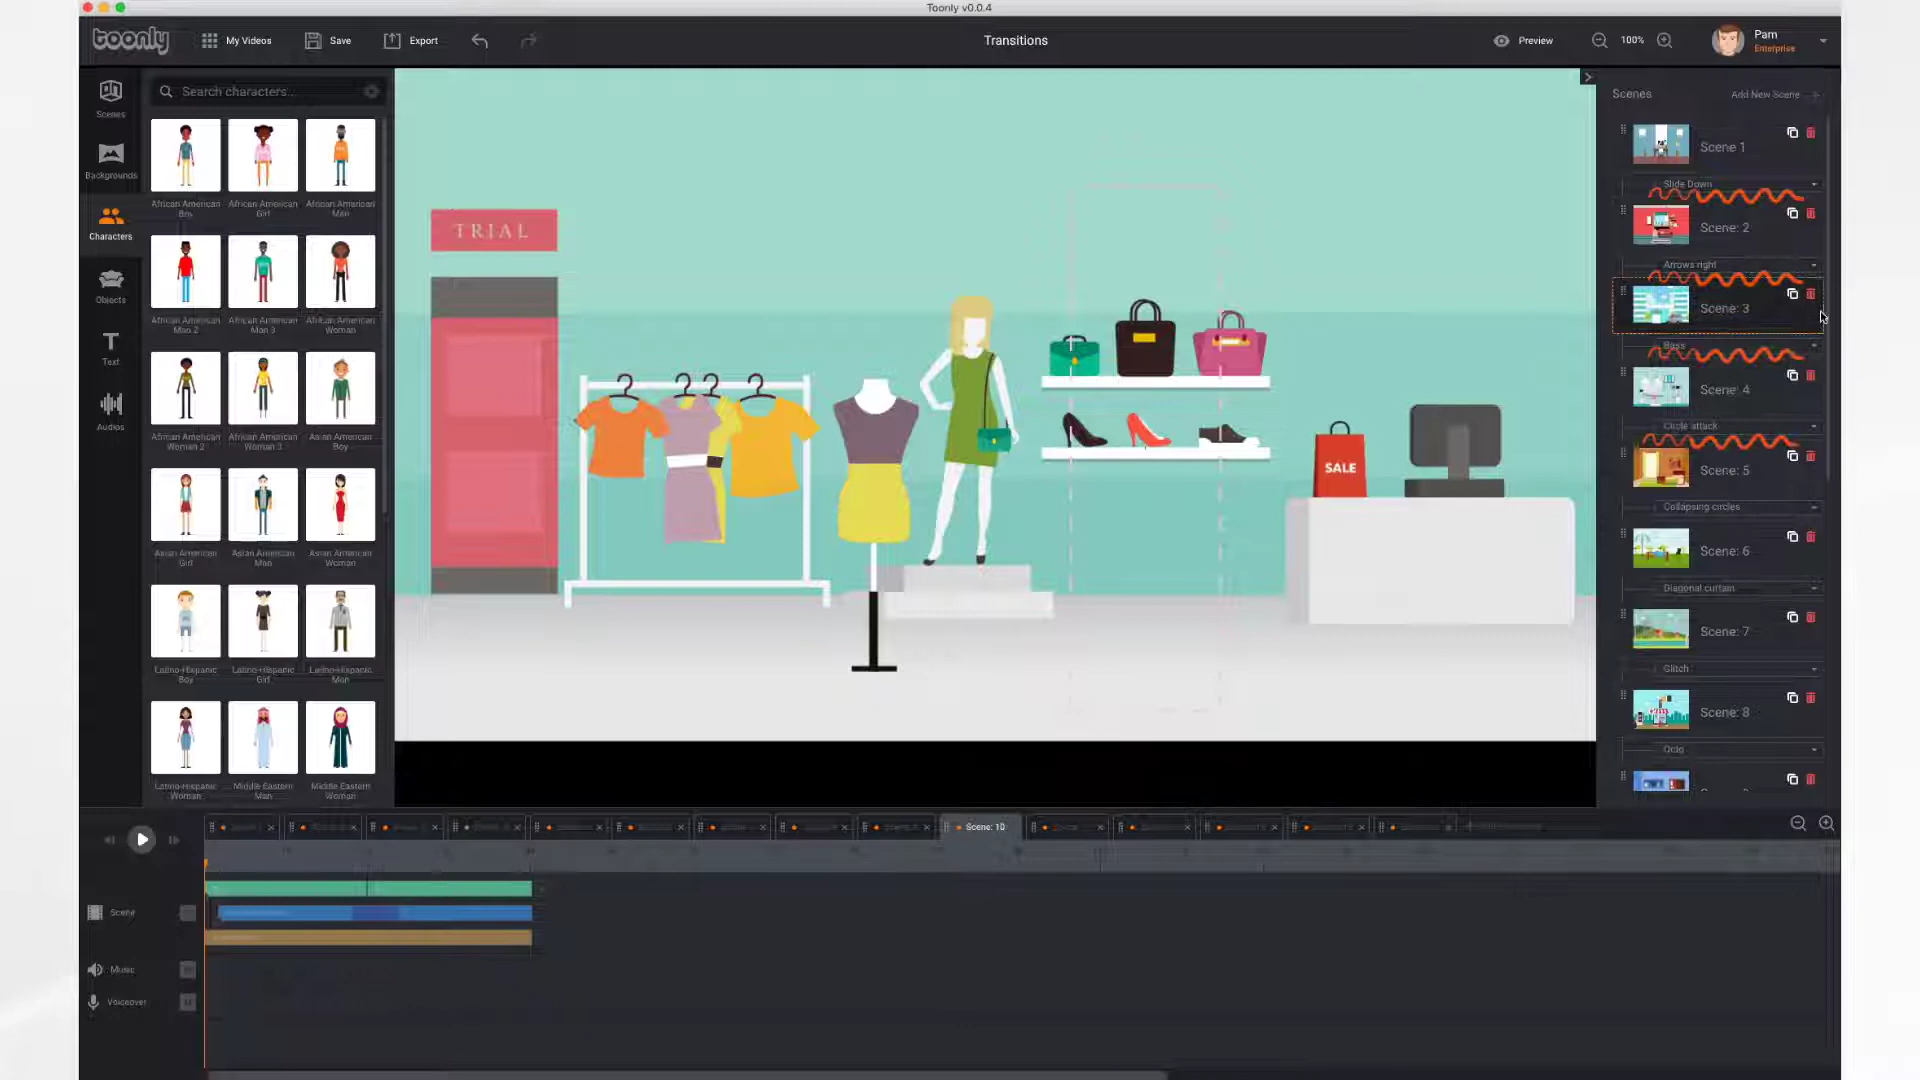 Toonly v0.0.4
toonly
My Videos
Save
Export
Transitions
Preview
100%
Pam
Enterprise
Scenes
Backgrounds
Characters
Objects
Text
Audios
Search characters...
African American Boy
African American Girl
African American Man
African American Man 2
African American Man 3
African American Woman
African American Woman 2
African American Woman 3
Asian American Boy
Asian American Girl
Asian American Man
Asian American Woman
Latino-Hispanic Boy
Latino-Hispanic Girl
Latino-Hispanic Man
Latino-Hispanic Woman
Middle Eastern Man
Middle Eastern Woman
TRIAL
SALE
Scenes
Add New Scene +
Scene 1
Slide Down
Scene: 2
Arrows right
Scene: 3
Bars
Scene: 4
Circle attack
Scene: 5
Collapsing circles
Scene: 6
Diagonal curtain
Scene: 7
Glitch
Scene: 8
Octo
Scene: 10
Scene
Music
Voiceover